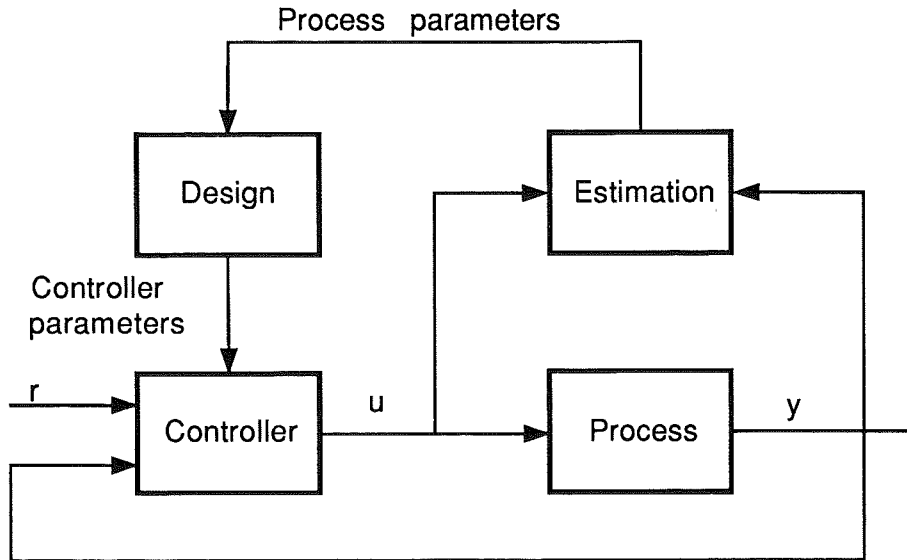 Process parameters
Design
Estimation
Controller
parameters
r
Controller
u
Process
y